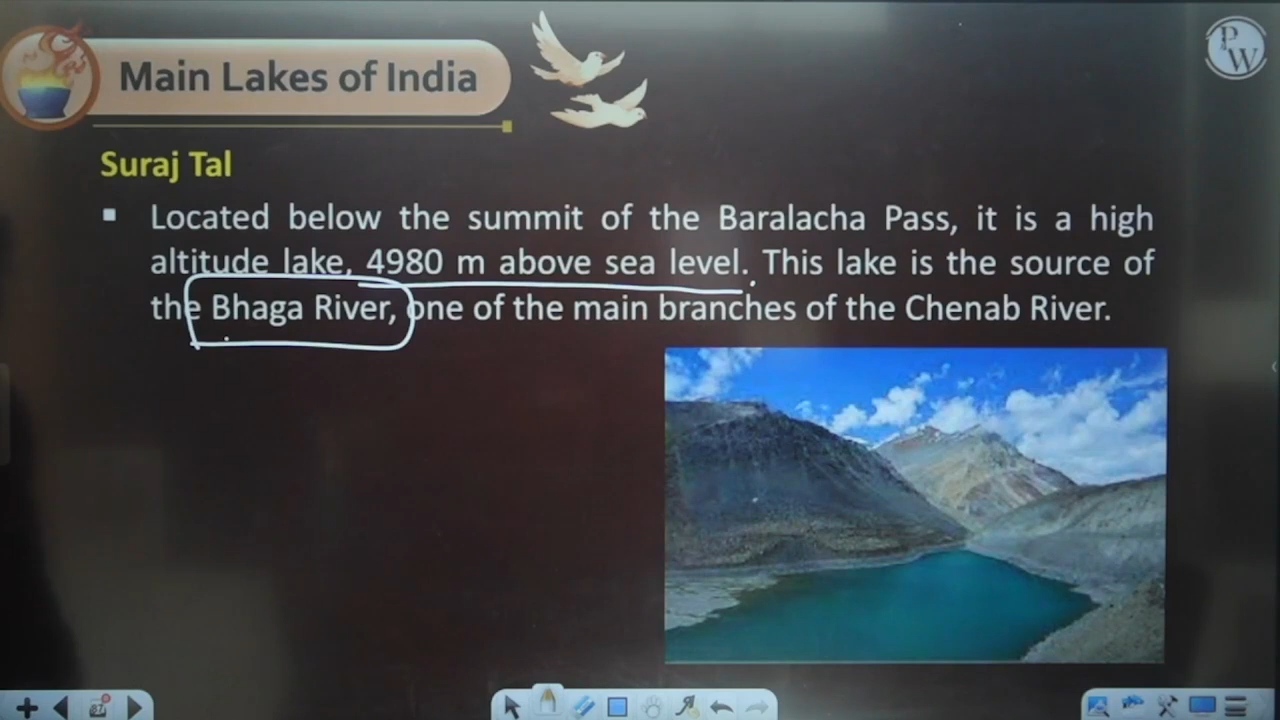 Main Lakes of India
PW
Suraj Tal
Located below the summit of the Baralacha Pass, it is a high
altitude lake, 4980 m above sea level. This lake is the source of
the Bhaga River, one of the main branches of the Chenab River.
87